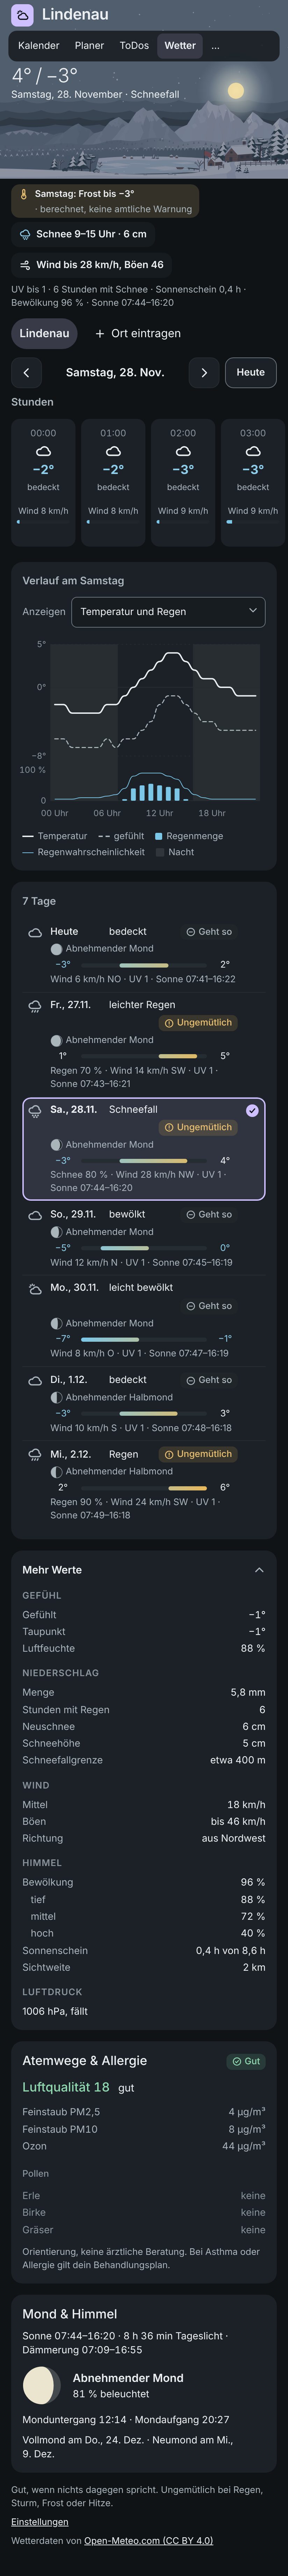 Lindenau
Kalender Planer ToDos Wetter ...
4° / −3°
Samstag, 28. November · Schneefall
Samstag: Frost bis −3°
· berechnet, keine amtliche Warnung
Schnee 9–15 Uhr · 6 cm
Wind bis 28 km/h, Böen 46
UV bis 1 · 6 Stunden mit Schnee · Sonnenschein 0,4 h ·
Bewölkung 96 % · Sonne 07:44–16:20
Lindenau + Ort eintragen
Samstag, 28. Nov. Heute
Stunden
00:00 01:00 02:00 03:00
−2° −2° −3° −3°
bedeckt bedeckt bedeckt bedeckt
Wind 8 km/h Wind 8 km/h Wind 9 km/h Wind 9 km/h
Verlauf am Samstag
Anzeigen Temperatur und Regen
5°
0°
−8°
100 %
0
00 Uhr 06 Uhr 12 Uhr 18 Uhr
Temperatur gefühlt Regenmenge
Regenwahrscheinlichkeit Nacht
7 Tage
Heute bedeckt Geht so
Abnehmender Mond
−3° 2°
Wind 6 km/h NO · UV 1 · Sonne 07:41–16:22
Fr., 27.11. leichter Regen
Ungemütlich
Abnehmender Mond
1° 5°
Regen 70 % · Wind 14 km/h SW · UV 1 ·
Sonne 07:43–16:21
Sa., 28.11. Schneefall
Ungemütlich
Abnehmender Mond
−3° 4°
Schnee 80 % · Wind 28 km/h NW · UV 1 ·
Sonne 07:44–16:20
So., 29.11. bewölkt Geht so
Abnehmender Mond
−5° 0°
Wind 12 km/h N · UV 1 · Sonne 07:45–16:19
Mo., 30.11. leicht bewölkt
Geht so
Abnehmender Mond
−7° −1°
Wind 8 km/h O · UV 1 · Sonne 07:47–16:19
Di., 1.12. bedeckt Geht so
Abnehmender Halbmond
−3° 3°
Wind 10 km/h S · UV 1 · Sonne 07:48–16:18
Mi., 2.12. Regen Ungemütlich
Abnehmender Halbmond
2° 6°
Regen 90 % · Wind 24 km/h SW · UV 1 ·
Sonne 07:49–16:18
Mehr Werte
GEFÜHL
Gefühlt −1°
Taupunkt −1°
Luftfeuchte 88 %
NIEDERSCHLAG
Menge 5,8 mm
Stunden mit Regen 6
Neuschnee 6 cm
Schneehöhe 5 cm
Schneefallgrenze etwa 400 m
WIND
Mittel 18 km/h
Böen bis 46 km/h
Richtung aus Nordwest
HIMMEL
Bewölkung 96 %
tief 88 %
mittel 72 %
hoch 40 %
Sonnenschein 0,4 h von 8,6 h
Sichtweite 2 km
LUFTDRUCK
1006 hPa, fällt
Atemwege & Allergie Gut
Luftqualität 18 gut
Feinstaub PM2,5 4 µg/m³
Feinstaub PM10 8 µg/m³
Ozon 44 µg/m³
Pollen
Erle keine
Birke keine
Gräser keine
Orientierung, keine ärztliche Beratung. Bei Asthma oder
Allergie gilt dein Behandlungsplan.
Mond & Himmel
Sonne 07:44–16:20 · 8 h 36 min Tageslicht ·
Dämmerung 07:09–16:55
Abnehmender Mond
81 % beleuchtet
Monduntergang 12:14 · Mondaufgang 20:27
Vollmond am Do., 24. Dez. · Neumond am Mi.,
9. Dez.
Gut, wenn nichts dagegen spricht. Ungemütlich bei Regen,
Sturm, Frost oder Hitze.
Einstellungen
Wetterdaten von Open-Meteo.com (CC BY 4.0)